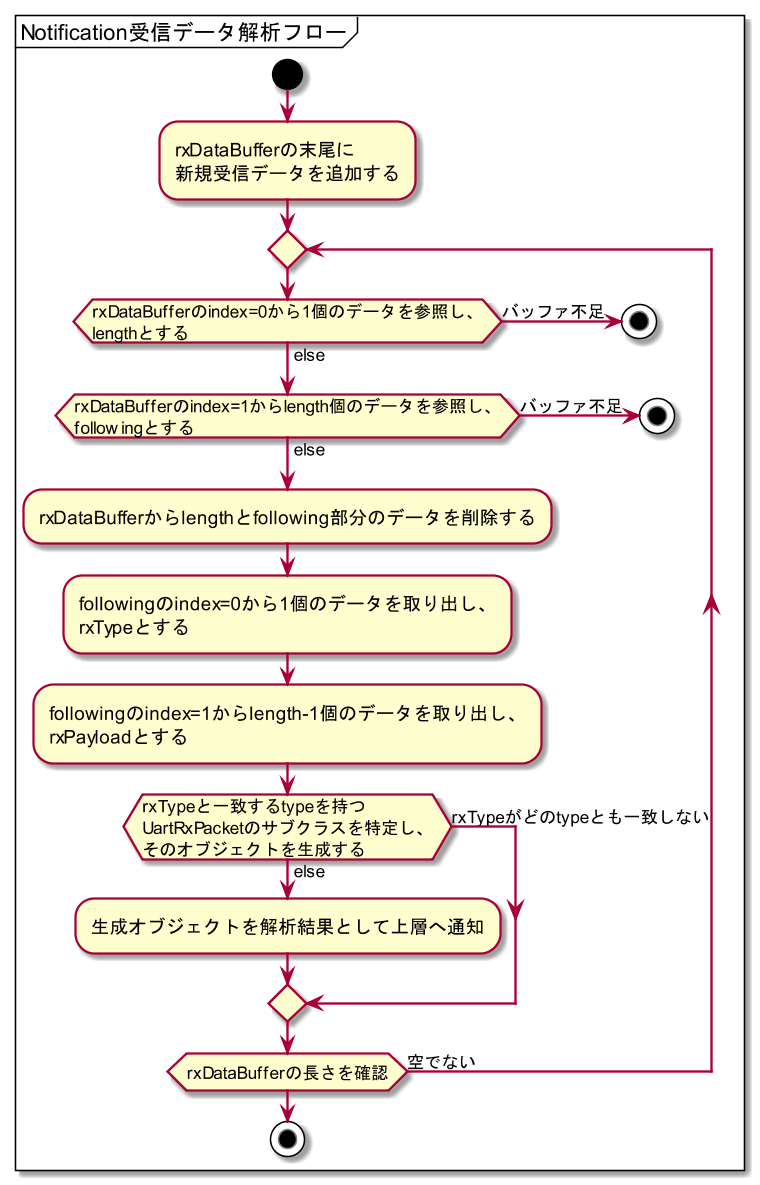 Notification受信データ解析フロー
rxDataBufferの末尾に
新規受信データを追加する
rxDataBufferのindex=0から1個のデータを参照し、
lengthとする
バッファ不足
else
rxDataBufferのindex=1からlength個のデータを参照し、
followingとする
バッファ不足
else
rxDataBufferからlengthとfollowing部分のデータを削除する
followingのindex=0から1個のデータを取り出し、
rxTypeとする
followingのindex=1からlength-1個のデータを取り出し、
rxPayloadとする
rxTypeと一致するtypeを持つ
UartRxPacketのサブクラスを特定し、
そのオブジェクトを生成する
rxTypeがどのtypeとも一致しない
else
生成オブジェクトを解析結果として上層へ通知
rxDataBufferの長さを確認
空でない